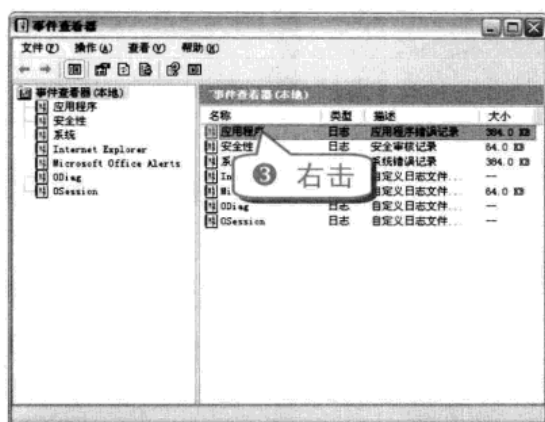 事件查看器
文件(F) 操作(A) 查看(V) 帮助(H)
事件查看器(本地)
应用程序
安全性
系统
Internet Explorer
Microsoft Office Alerts
ODiag
OSession
事件查看器(本地)
名称 类型 描述 大小
应用程序 日志 应用程序错误记录 384.0 KB
安全性 日志 安全审核记录 64.0 KB
系 系统错误记录 384.0 KB
In 自定义日志文件... ---
Mi 自定义日志文件... 64.0 KB
ODiag 日志 自定义日志文件... ---
OSession 日志 自定义日志文件... ---
3 右击